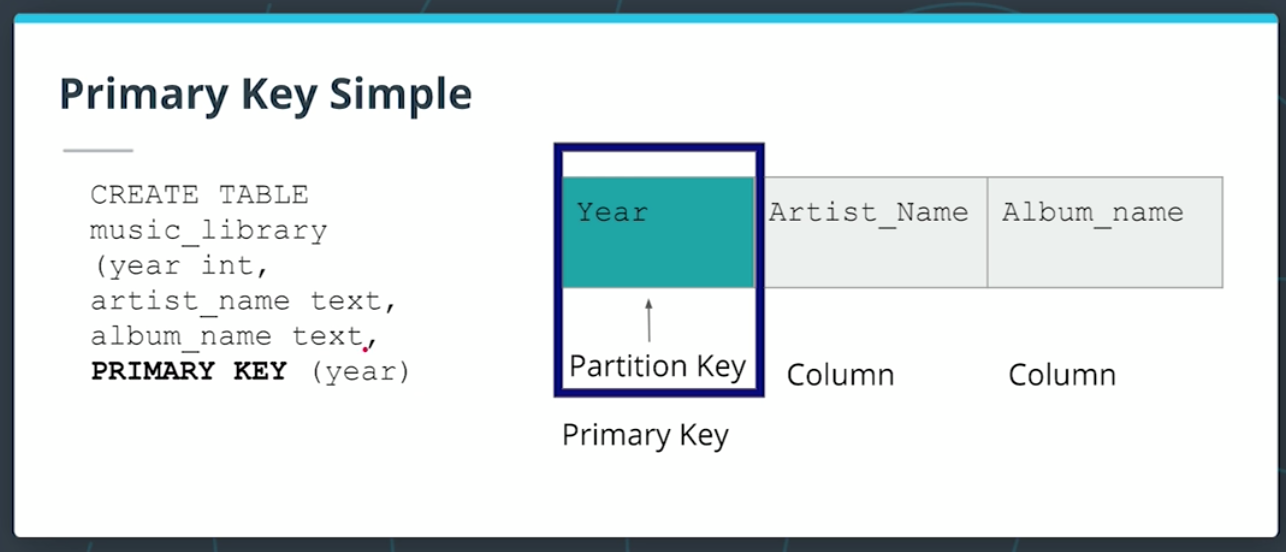 Primary Key Simple
CREATE TABLE
music_library
(year int,
artist_name text,
album_name text,
PRIMARY KEY (year)
Year
Artist_Name
Album_name
Partition Key
Column
Column
Primary Key